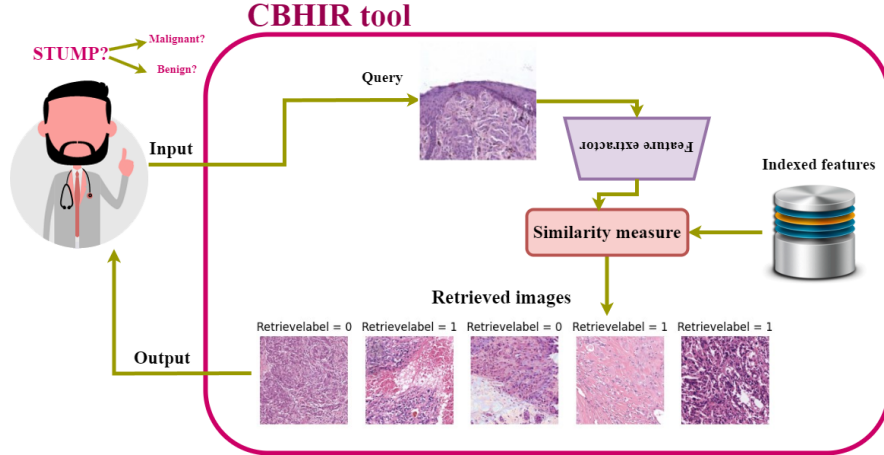 CBHIR tool
STUMP?
Malignant?
Benign?
Query
Input
Feature extractor
Indexed features
Similarity measure
Retrieved images
Retrievelabel = 0
Retrievelabel = 1
Retrievelabel = 0
Retrievelabel = 1
Retrievelabel = 1
Output